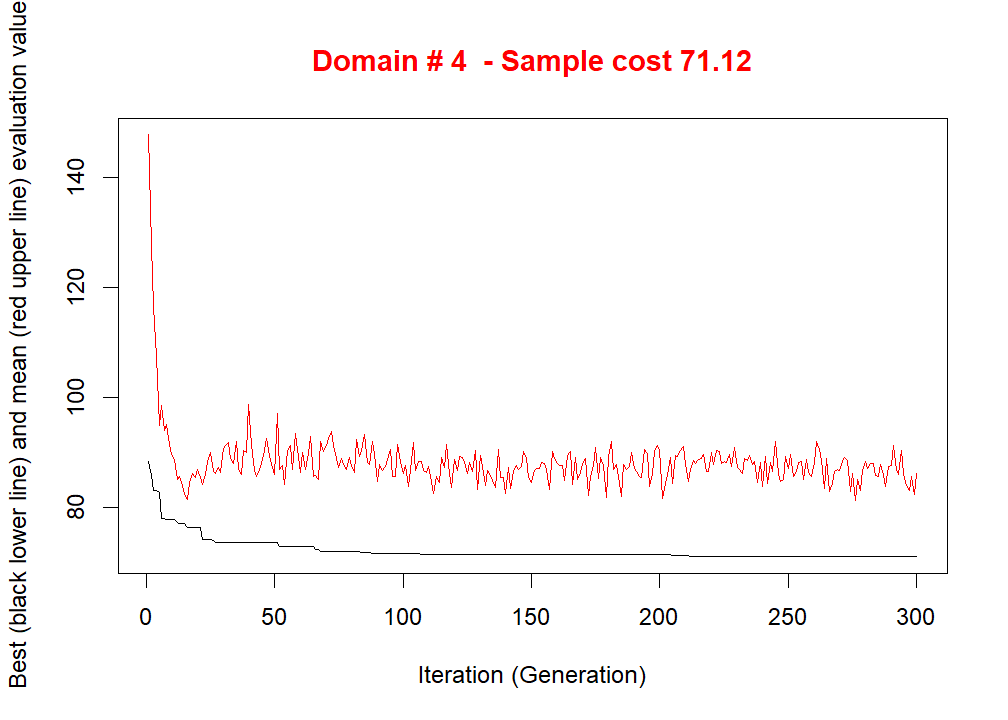 Domain # 4  - Sample cost 71.12
Best (black lower line) and mean (red upper line) evaluation value
140
120
100
80
0 50 100 150 200 250 300
Iteration (Generation)